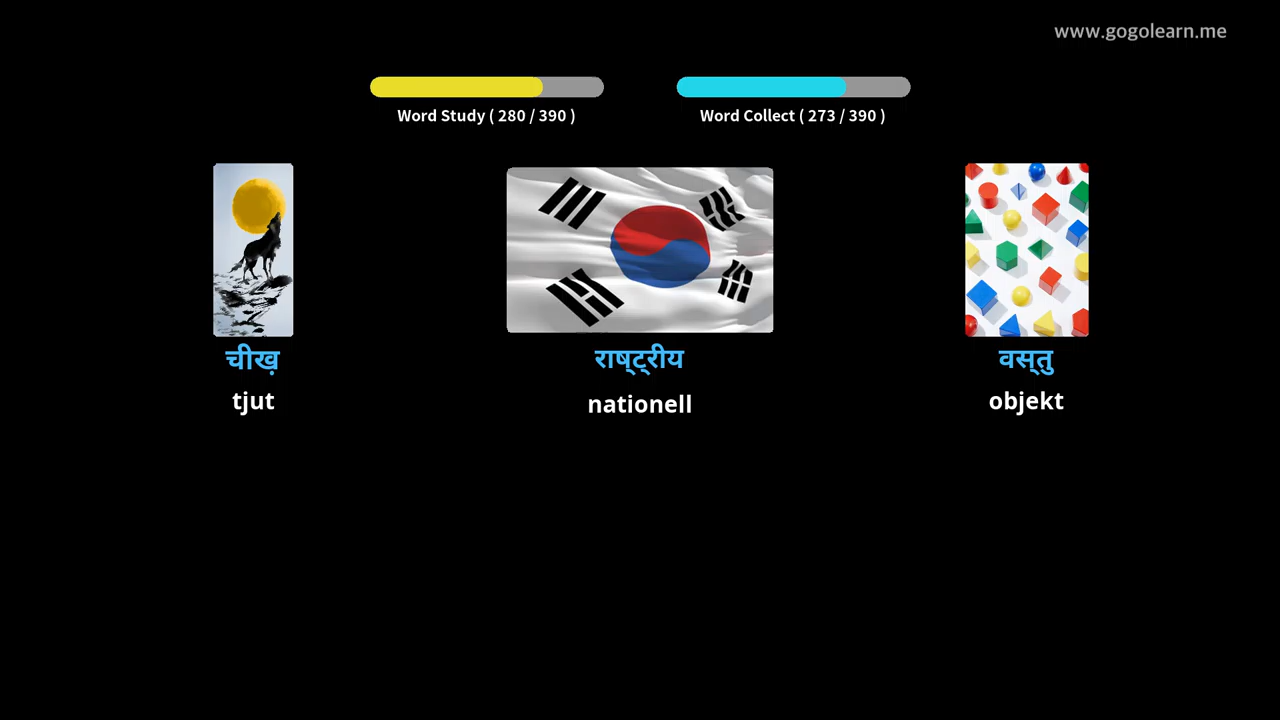 www.gogolearn.me
Word Study ( 280 / 390 )
Word Collect ( 273 / 390 )
चीख़
राष्ट्रीय
वस्तु
tjut
nationell
objekt